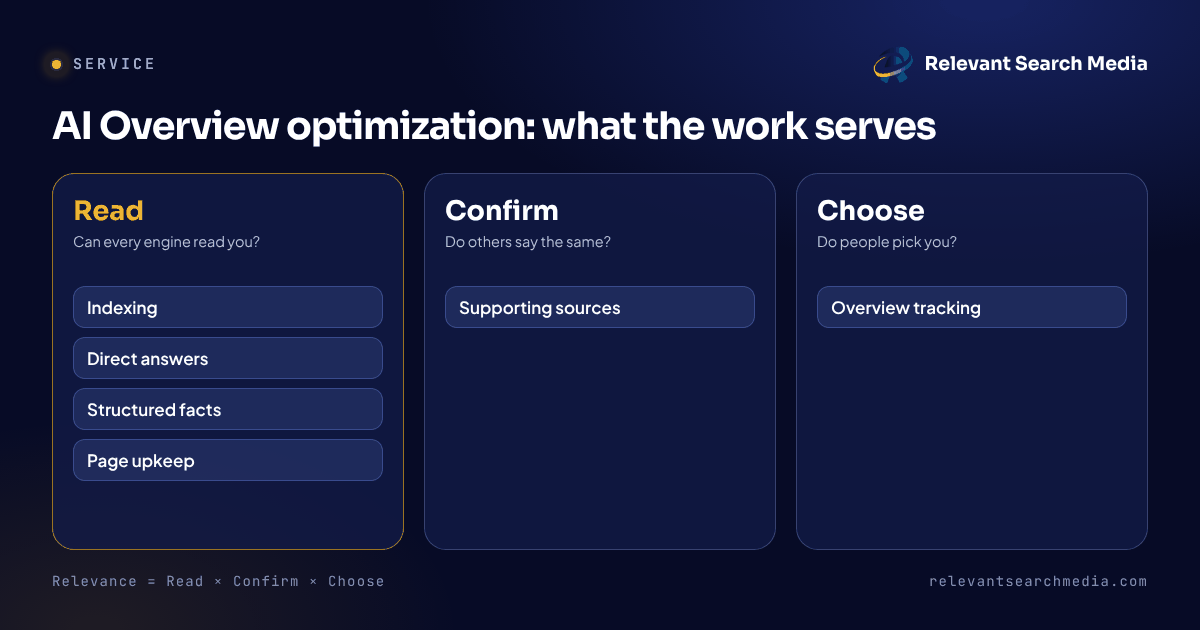 SERVICE
Relevant Search Media
AI Overview optimization: what the work serves
Read
Can every engine read you?
Indexing
Direct answers
Structured facts
Page upkeep
Confirm
Do others say the same?
Supporting sources
Choose
Do people pick you?
Overview tracking
Relevance = Read × Confirm × Choose
relevantsearchmedia.com